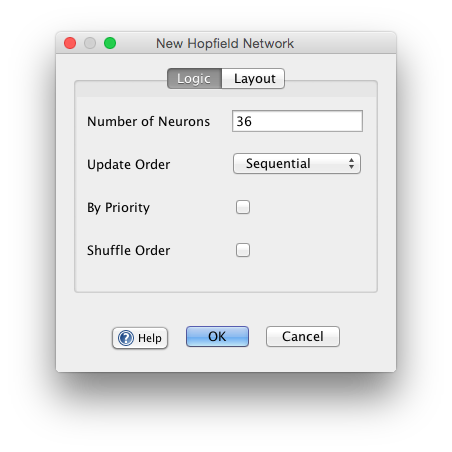 New Hopfield Network
Logic Layout
Number of Neurons 36
Update Order Sequential
By Priority
Shuffle Order
? Help OK Cancel